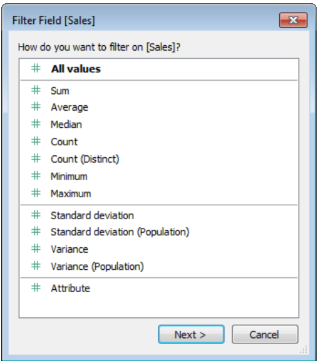 Filter Field [Sales]
How do you want to filter on [Sales]?
# All values
# Sum
# Average
# Median
# Count
# Count (Distinct)
# Minimum
# Maximum
# Standard deviation
# Standard deviation (Population)
# Variance
# Variance (Population)
# Attribute
Next > Cancel